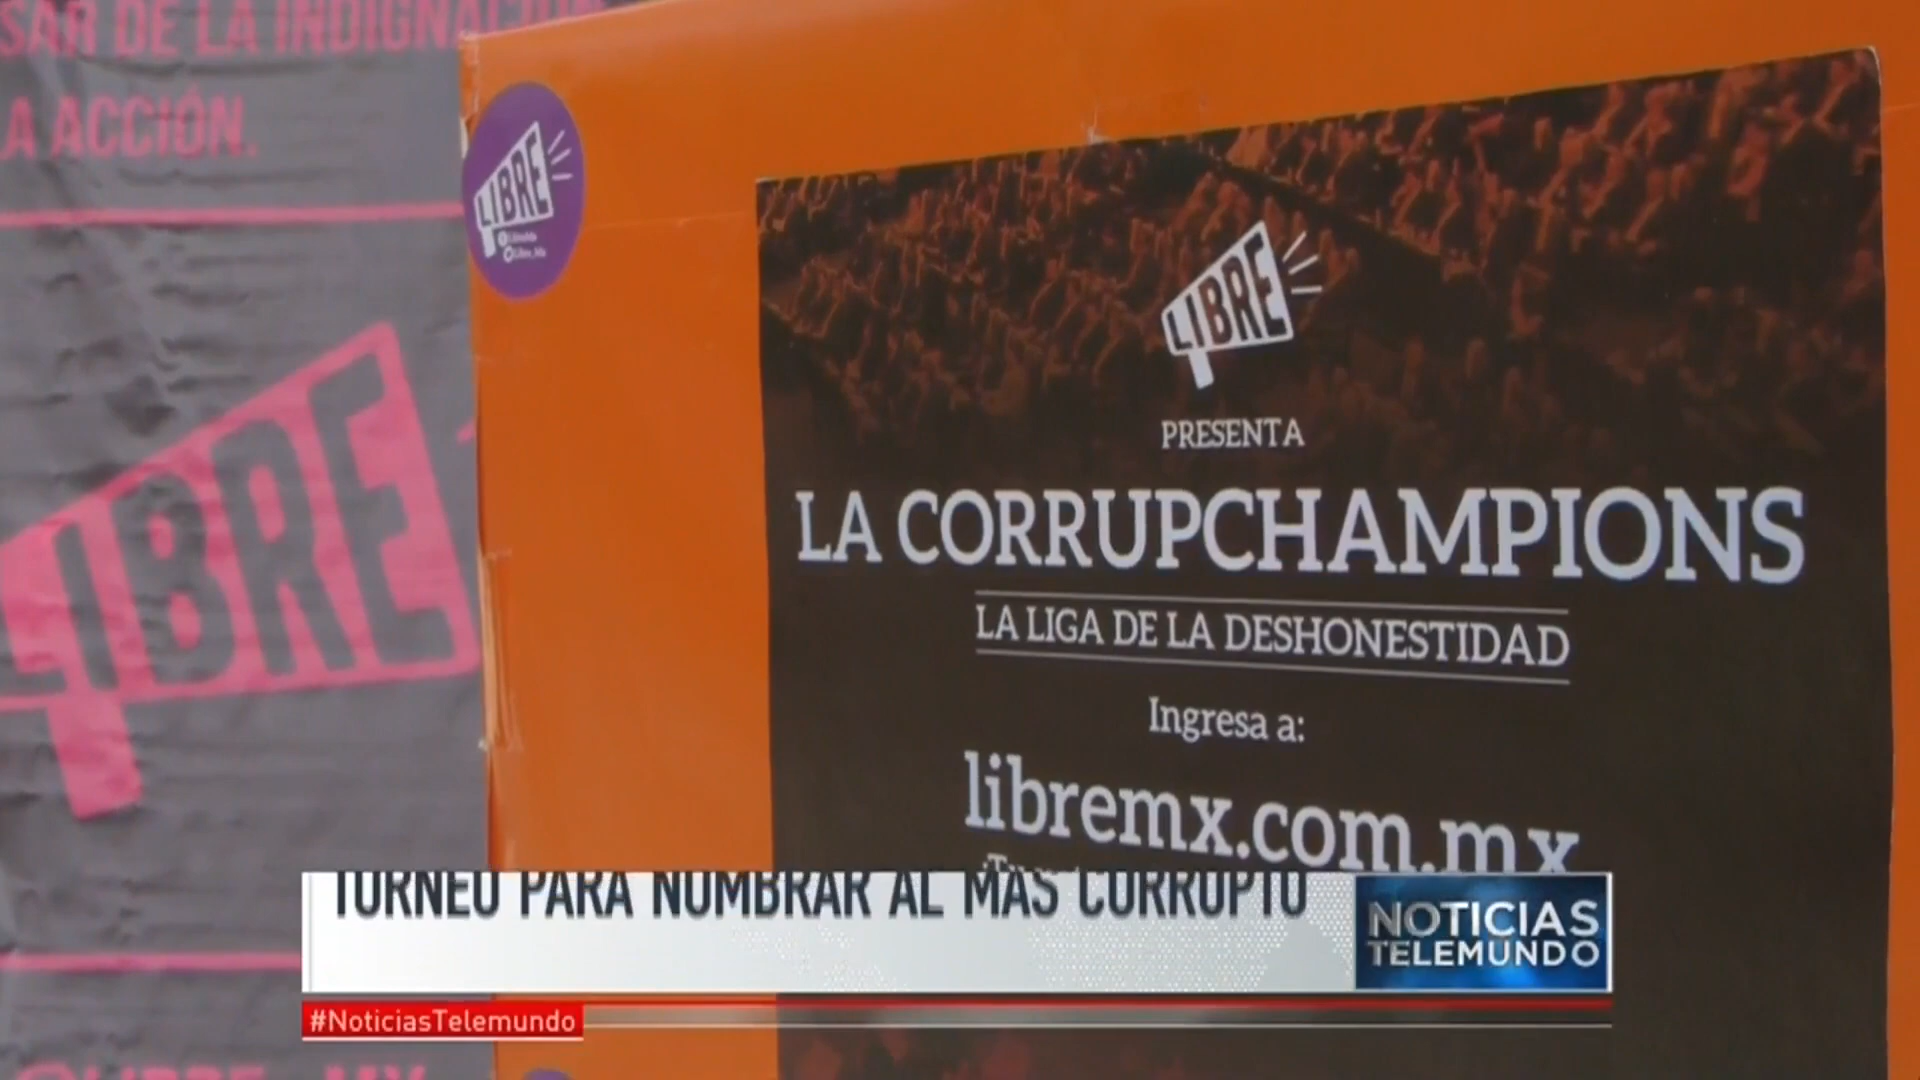 SAR DE LA INDIGNACIÓN
LA ACCIÓN.
LIBRE
LIBRE
LIBRE
PRESENTA
LA CORRUPCHAMPIONS
LA LIGA DE LA DESHONESTIDAD
Ingresa a:
libremx.com.mx
TORNEO PARA NOMBRAR AL MÁS CORRUPTO
NOTICIAS
TELEMUNDO
#NoticiasTelemundo